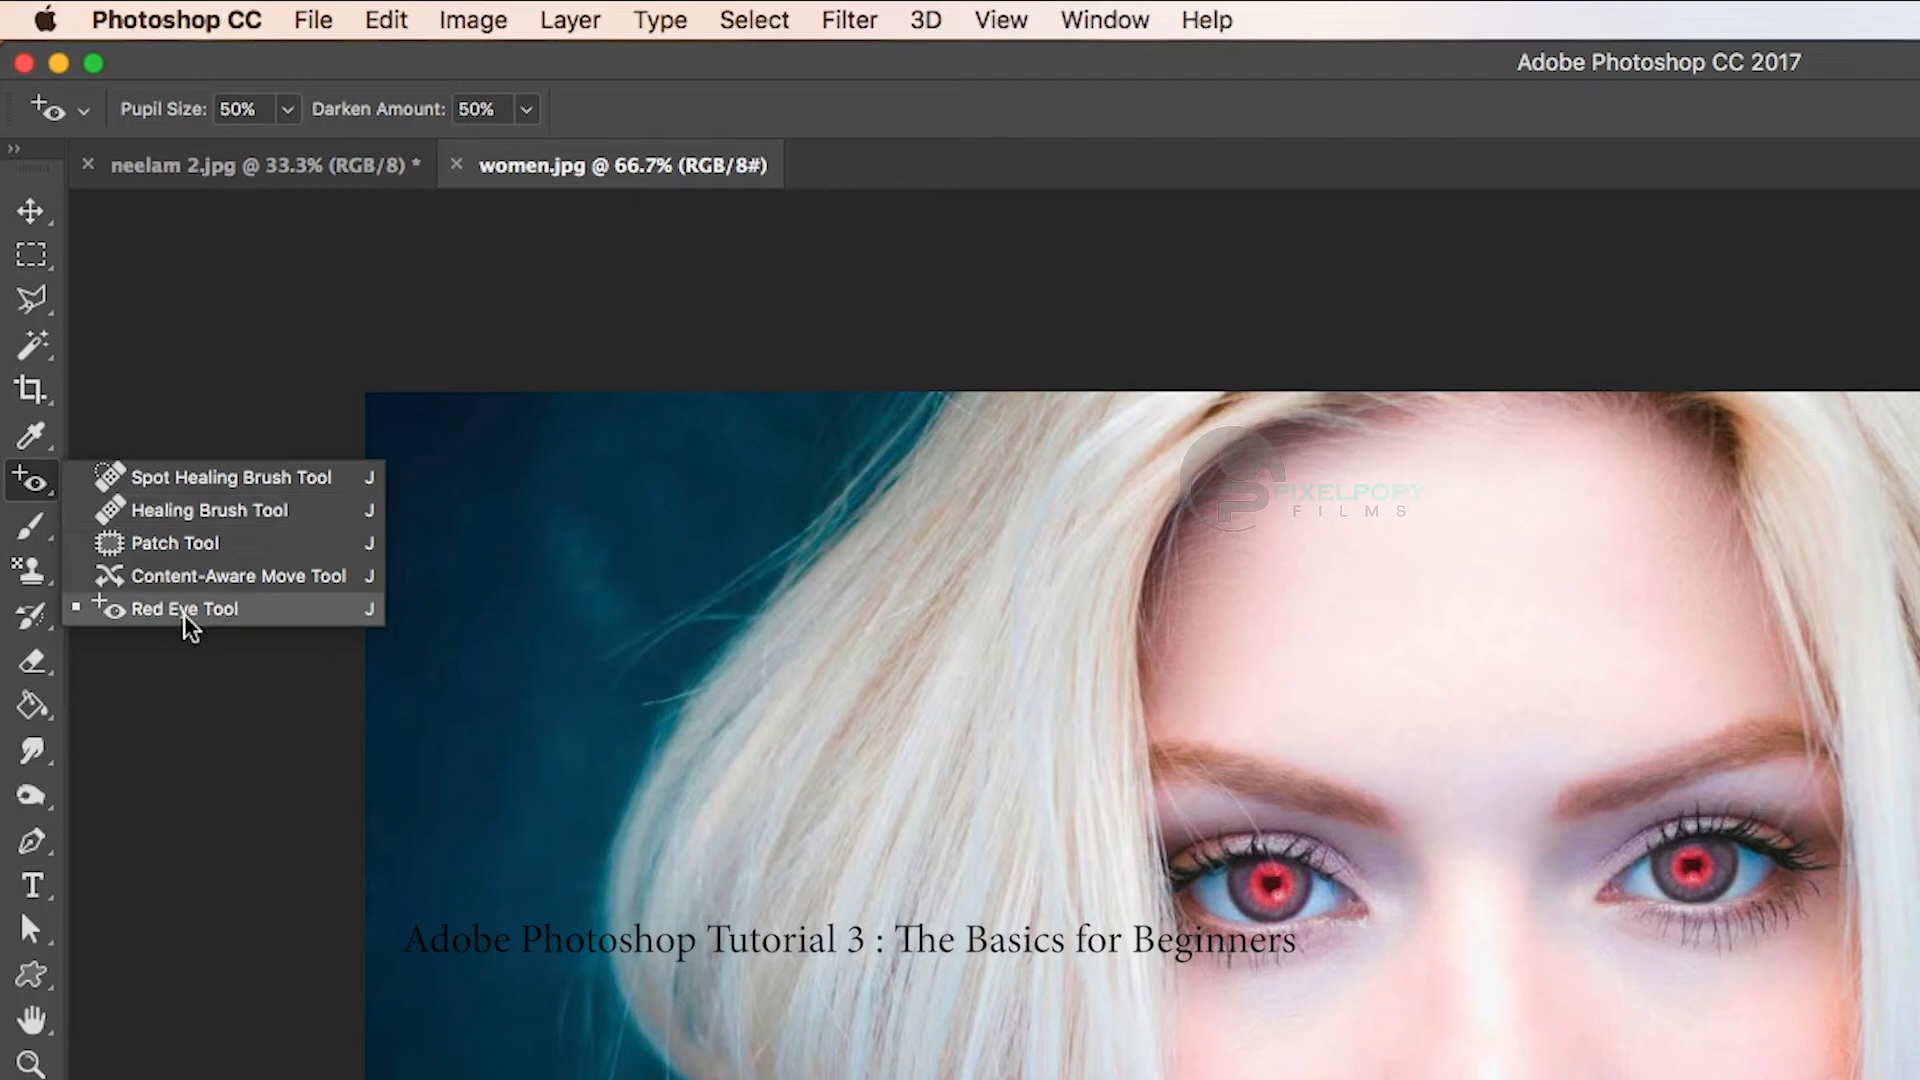 Photoshop CC File Edit Image Layer Type Select Filter 3D View Window Help
Adobe Photoshop CC 2017
Pupil Size: 50% Darken Amount: 50%
neelam 2.jpg @ 33.3% (RGB/8) * women.jpg @ 66.7% (RGB/8#)
Spot Healing Brush Tool J
Healing Brush Tool J
Patch Tool J
Content-Aware Move Tool J
Red Eye Tool J
PIXELPOPY
FILMS
Adobe Photoshop Tutorial 3 : The Basics for Beginners